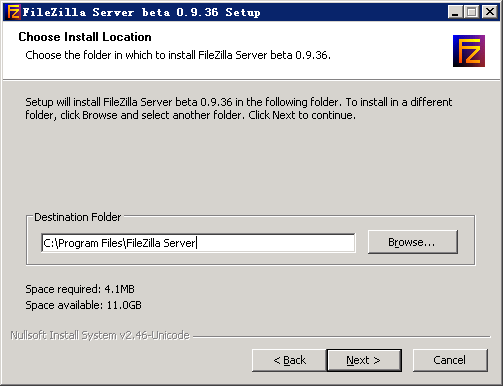 FileZilla Server beta 0.9.36 Setup
Choose Install Location
Choose the folder in which to install FileZilla Server beta 0.9.36.
FZ
Setup will install FileZilla Server beta 0.9.36 in the following folder. To install in a different
folder, click Browse and select another folder. Click Next to continue.
Destination Folder
C:\Program Files\FileZilla Server
Browse...
Space required: 4.1MB
Space available: 11.0GB
Nullsoft Install System v2.46-Unicode
< Back
Next >
Cancel